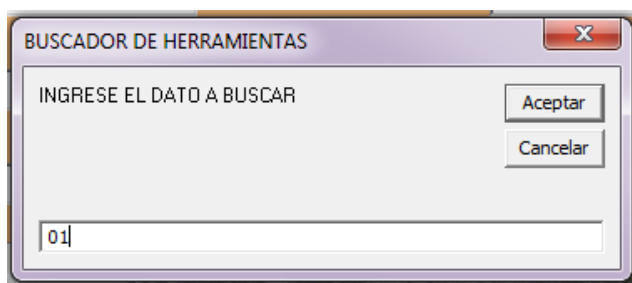 BUSCADOR DE HERRAMIENTAS
INGRESE EL DATO A BUSCAR
Aceptar
Cancelar
01